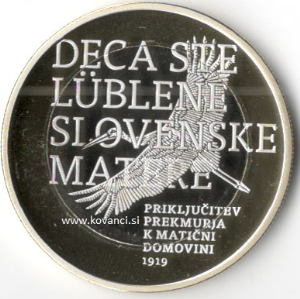 DECA STE
LÜBLENE
SLOVENSKE
MATERE
www.kovanci.si
PRIKLJUČITEV
PREKMURJA
K MATIČNI
DOMOVINI
1919